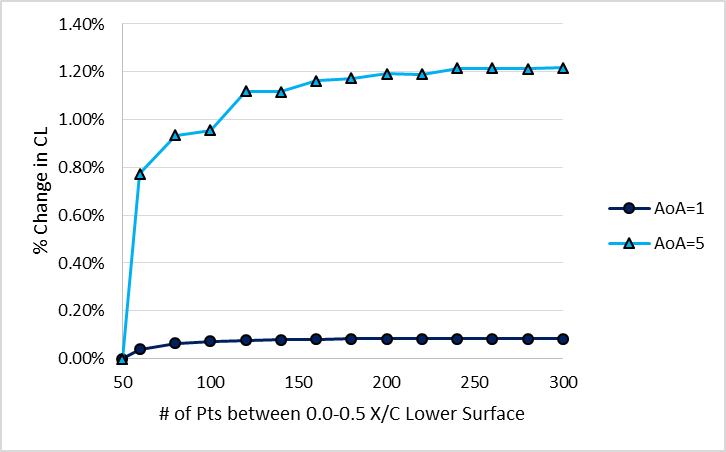 1.40%
1.20%
1.00%
0.80%
0.60%
0.40%
0.20%
0.00%
% Change in CL
50 100 150 200 250 300
# of Pts between 0.0-0.5 X/C Lower Surface
AoA=1
AoA=5